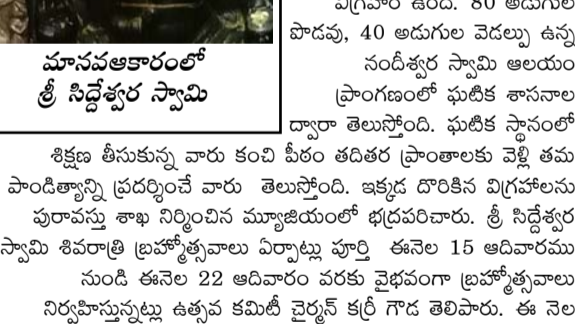 విగ్రహం ఉంది. 80 అడుగుల
పొడవు, 40 అడుగుల వెడల్పు ఉన్న
నందీశ్వర స్వామి ఆలయం
ప్రాంగణంలో ఘటిక శాసనాల
ద్వారా తెలుస్తోంది. ఘటిక స్థానంలో
మానవఆకారంలో
శ్రీ సిద్దేశ్వర స్వామి
శిక్షణ తీసుకున్న వారు కంచి పీఠం తదితర ప్రాంతాలకు వెళ్లి తమ
పాండిత్యాన్ని ప్రదర్శించే వారు తెలుస్తోంది. ఇక్కడ దొరికిన విగ్రహాలను
పురావస్తు శాఖ నిర్మించిన మ్యూజియంలో భద్రపరిచారు. శ్రీ సిద్దేశ్వర
స్వామి శివరాత్రి బ్రహ్మోత్సవాలు ఏర్పాట్లు పూర్తి ఈనెల 15 ఆదివారము
నుండి ఈనెల 22 ఆదివారం వరకు వైభవంగా బ్రహ్మోత్సవాలు
నిర్వహిస్తున్నట్లు ఉత్సవ కమిటీ చైర్మన్ కర్రీ గౌడ తెలిపారు. ఈ నెల